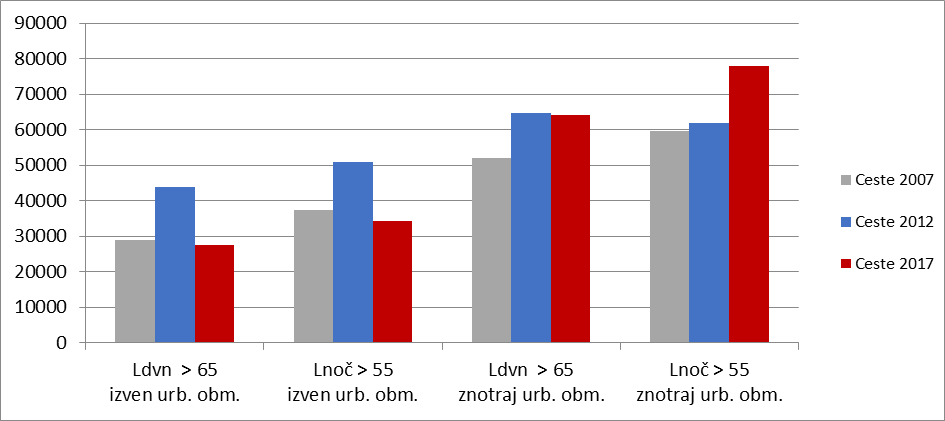 90000
80000
70000
60000
50000
40000
30000
20000
10000
0
Ldvn > 65
izven urb. obm.
Lnoč > 55
izven urb. obm.
Ldvn > 65
znotraj urb. obm.
Lnoč > 55
znotraj urb. obm.
Ceste 2007
Ceste 2012
Ceste 2017